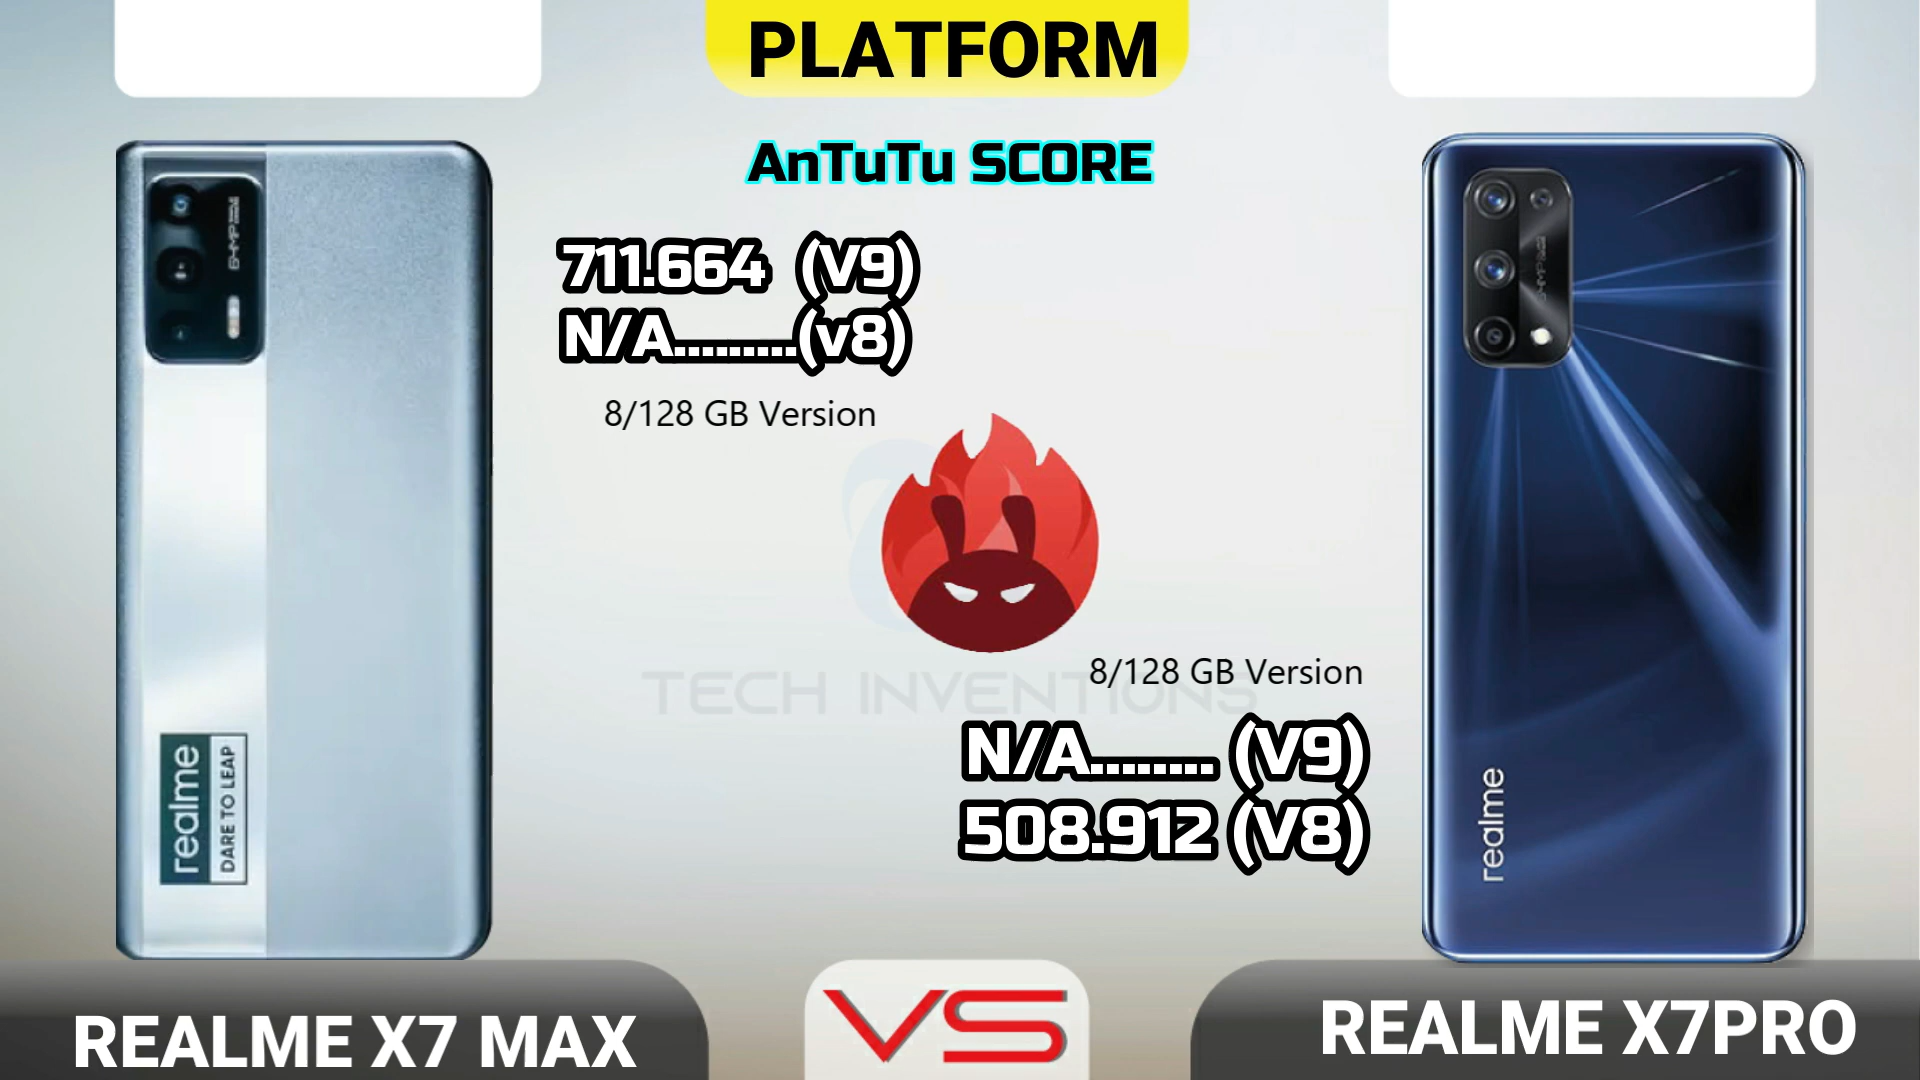 PLATFORM
AnTuTu SCORE
711.664 (V9)
N/A.........(v8)
8/128 GB Version
8/128 GB Version
TECH INVENTIONS
N/A........ (V9)
508.912 (V8)
realme
DARE TO LEAP
realme
REALME X7 MAX
VS
REALME X7PRO